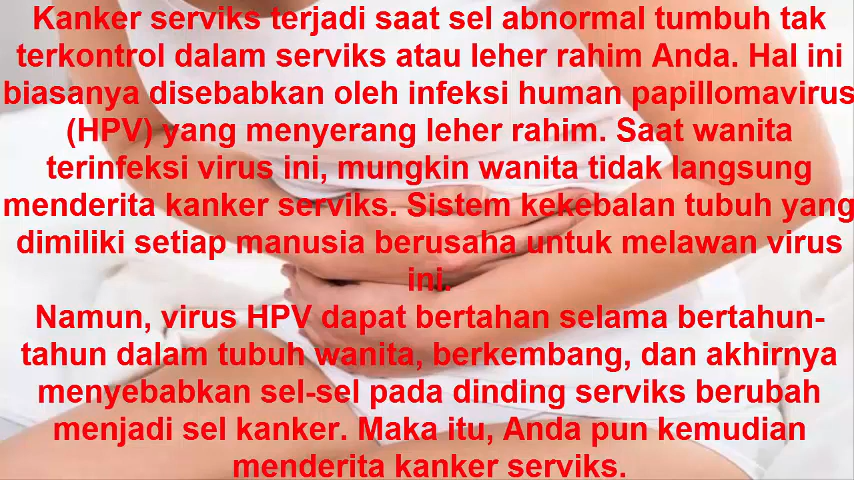 Kanker serviks terjadi saat sel abnormal tumbuh tak
terkontrol dalam serviks atau leher rahim Anda. Hal ini
biasanya disebabkan oleh infeksi human papillomavirus
(HPV) yang menyerang leher rahim. Saat wanita
terinfeksi virus ini, mungkin wanita tidak langsung
menderita kanker serviks. Sistem kekebalan tubuh yang
dimiliki setiap manusia berusaha untuk melawan virus
ini.
Namun, virus HPV dapat bertahan selama bertahun-
tahun dalam tubuh wanita, berkembang, dan akhirnya
menyebabkan sel-sel pada dinding serviks berubah
menjadi sel kanker. Maka itu, Anda pun kemudian
menderita kanker serviks.